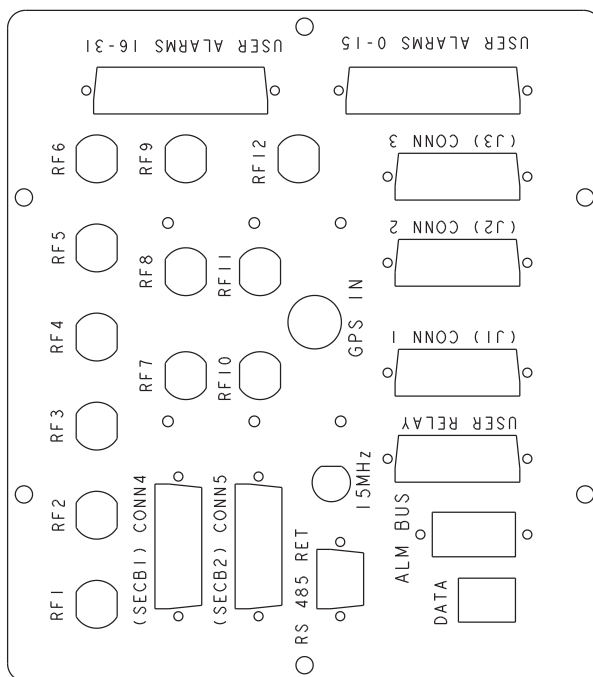 USER ALARMS 16-31
USER ALARMS 0-15
RF6
RF9
RF12
(J3) CONN 3
RF5
RF8
RF11
(J2) CONN 2
GPS IN
RF4
RF7
RF10
(J1) CONN 1
RF3
USER RELAY
RF2
(SECB1) CONN4
(SECB2) CONN5
15MHz
ALM BUS
RF1
RS 485 RET
DATA